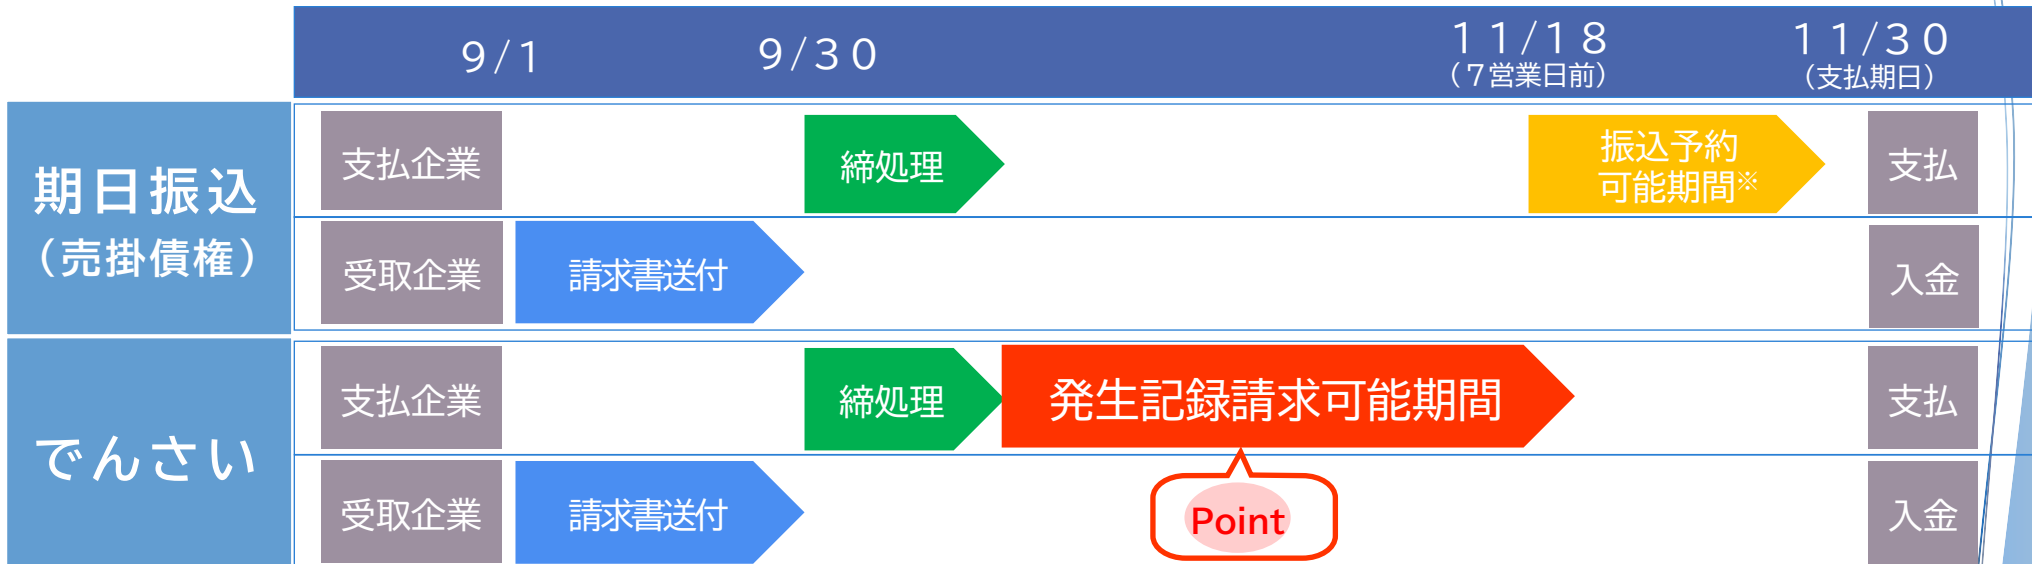 ９/１
９/３０
１１/１８
（７営業日前）
１１/３０
（支払期日）
期日振込
（売掛債権）
支払企業
締処理
振込予約
可能期間※
支払
受取企業
請求書送付
入金
でんさい
支払企業
締処理
発生記録請求可能期間
支払
受取企業
請求書送付
Point
入金